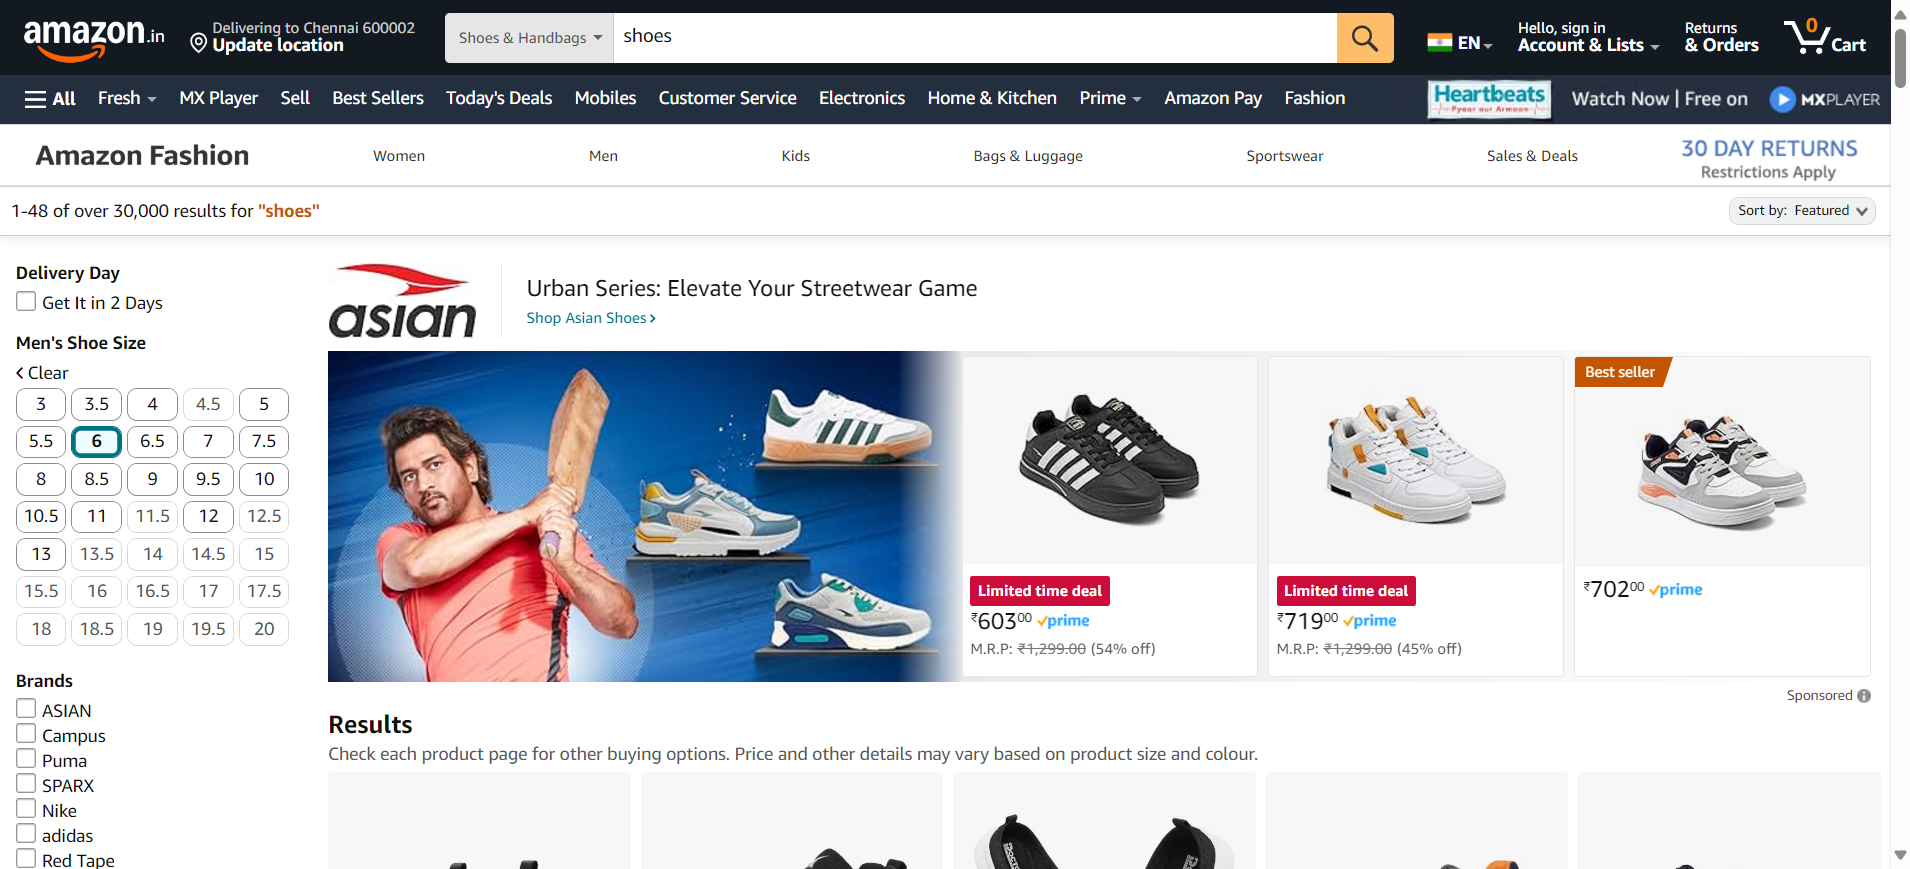 amazon.in
Delivering to Chennai 600002
Update location
Shoes & Handbags
shoes
EN
Hello, sign in
Account & Lists
Returns
& Orders
0
Cart
All
Fresh
MX Player
Sell
Best Sellers
Today's Deals
Mobiles
Customer Service
Electronics
Home & Kitchen
Prime
Amazon Pay
Fashion
Heartbeats
Pyaar aur Armaan
Watch Now | Free on
MXPLAYER
Amazon Fashion
Women
Men
Kids
Bags & Luggage
Sportswear
Sales & Deals
30 DAY RETURNS
Restrictions Apply
1-48 of over 30,000 results for "shoes"
Sort by: Featured
Delivery Day
Get It in 2 Days
Men's Shoe Size
Clear
3 3.5 4 4.5 5
5.5 6 6.5 7 7.5
8 8.5 9 9.5 10
10.5 11 11.5 12 12.5
13 13.5 14 14.5 15
15.5 16 16.5 17 17.5
18 18.5 19 19.5 20
Brands
ASIAN
Campus
Puma
SPARX
Nike
adidas
Red Tape
asian
Urban Series: Elevate Your Streetwear Game
Shop Asian Shoes
Limited time deal
₹60300 prime
M.R.P: ₹1,299.00 (54% off)
Limited time deal
₹71900 prime
M.R.P: ₹1,299.00 (45% off)
Best seller
₹70200 prime
Sponsored
Results
Check each product page for other buying options. Price and other details may vary based on product size and colour.